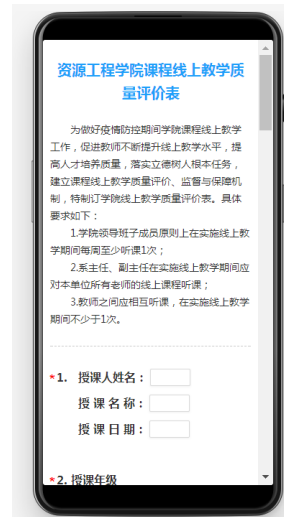 资源工程学院课程线上教学质
量评价表
为做好疫情防控期间学院课程线上教学
工作，促进教师不断提升线上教学水平，提
高人才培养质量，落实立德树人根本任务，
建立课程线上教学质量评价、监督与保障机
制，特制订学院线上教学质量评价表。具体
要求如下：
1.学院领导班子成员原则上在实施线上教
学期间每周至少听课1次；
2.系主任、副主任在实施线上教学期间应
对本单位所有老师的线上课程听课；
3.教师之间应相互听课，在实施线上教学
期间不少于1次。
*1. 授课人姓名：
授 课 名 称：
授 课 日 期：
*2. 授课年级